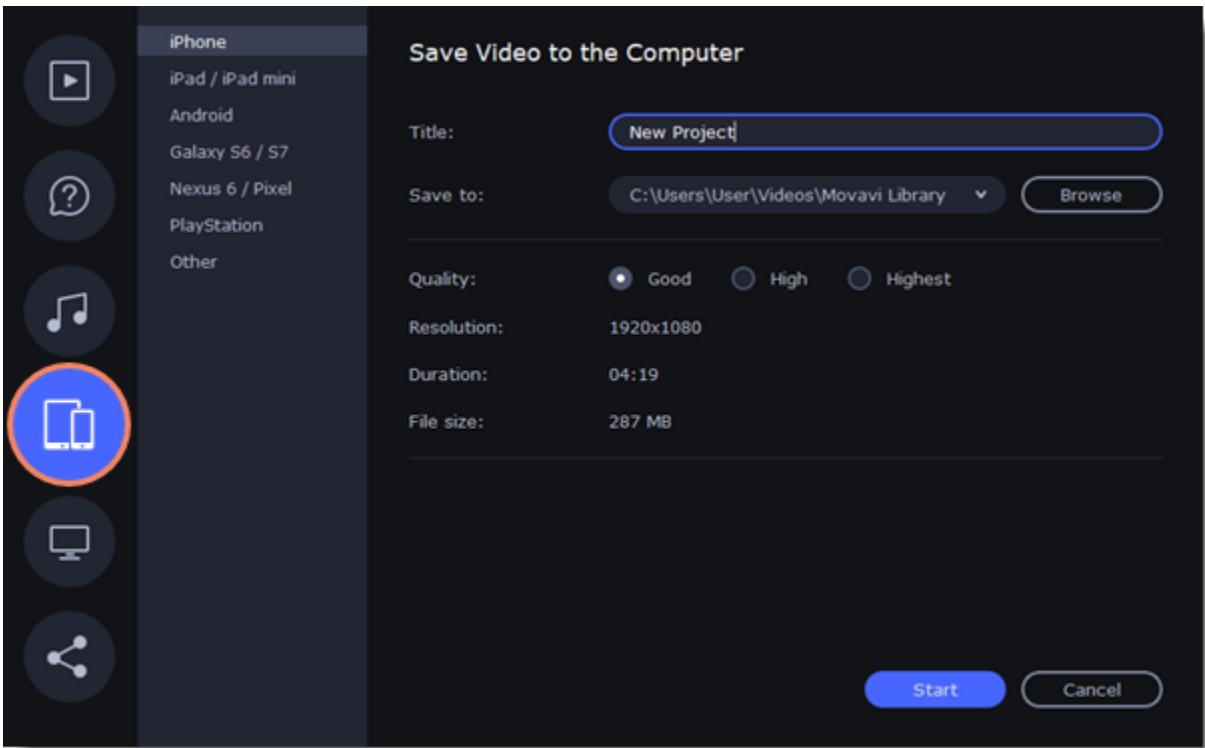 iPhone
iPad / iPad mini
Android
Galaxy S6 / S7
Nexus 6 / Pixel
PlayStation
Other
Save Video to the Computer
Title: New Project
Save to: C:\Users\User\Videos\Movavi Library Browse
Quality: Good High Highest
Resolution: 1920x1080
Duration: 04:19
File size: 287 MB
Start Cancel